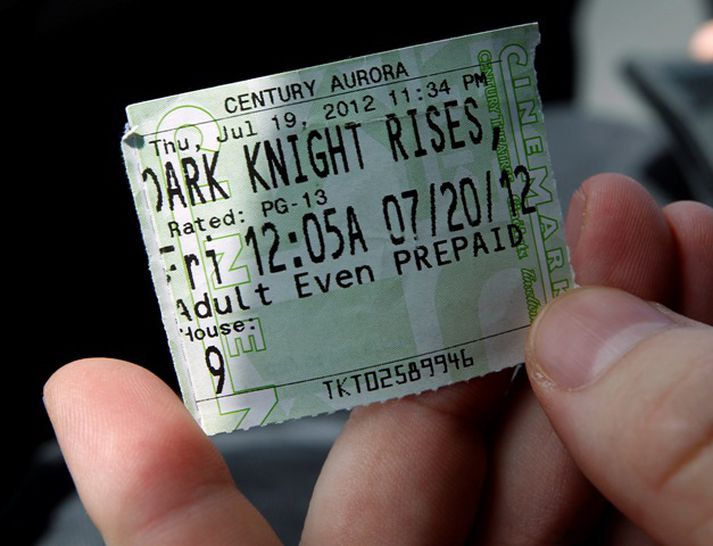 CENTURY AURORA
Thu, Jul 19, 2012 11:34 PM
DARK KNIGHT RISES,
Rated: PG-13
Fri 12:05A 07/20/12
Adult Even PREPAID
House:
9
TKT02589946
CINEMARK